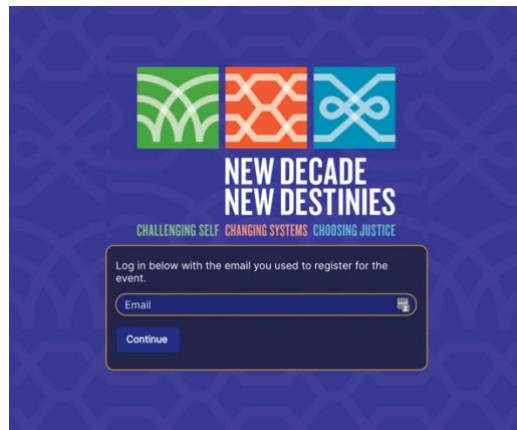 NEW DECADE
NEW DESTINIES
CHALLENGING SELF CHANGING SYSTEMS CHOOSING JUSTICE
Log in below with the email you used to register for the
event.
Email
Continue